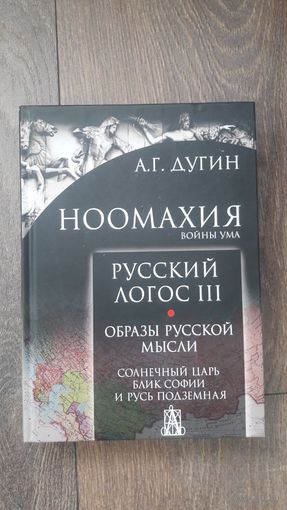 А.Г. ДУГИН
НООМАХИЯ
ВОЙНЫ УМА
РУССКИЙ
ЛОГОС III
ОБРАЗЫ РУССКОЙ
МЫСЛИ
СОЛНЕЧНЫЙ ЦАРЬ
БЛИК СОФИИ
И РУСЬ ПОДЗЕМНАЯ